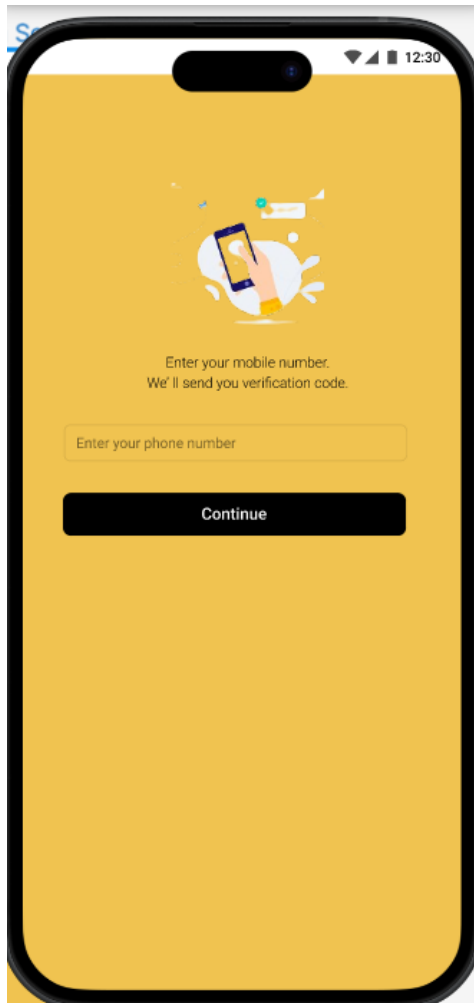 12:30
Enter your mobile number.
We' ll send you verification code.
Enter your phone number
Continue